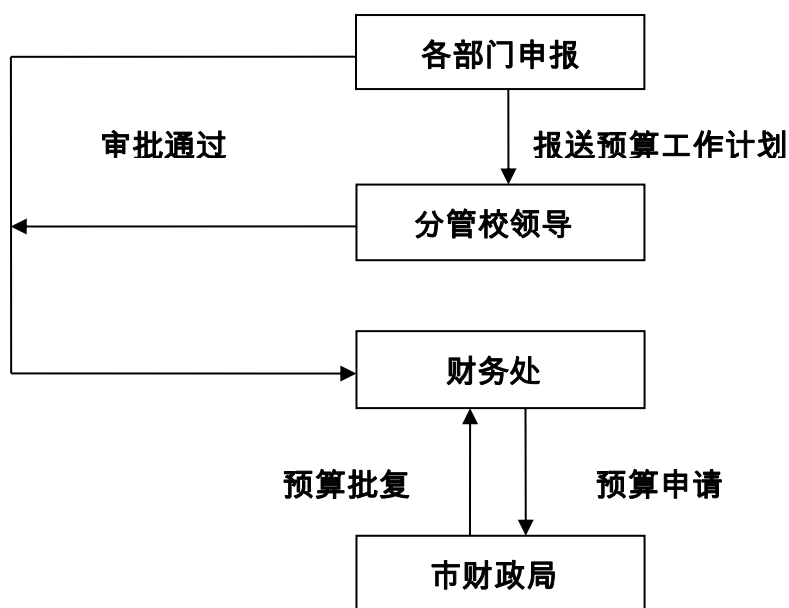 各部门申报
审批通过
报送预算工作计划
分管校领导
财务处
预算批复
预算申请
市财政局